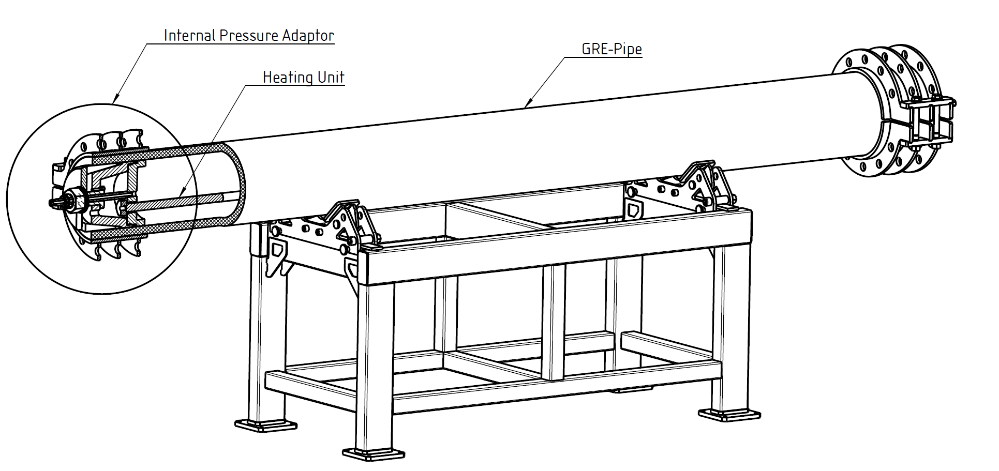 Internal Pressure Adaptor
GRE-Pipe
Heating Unit